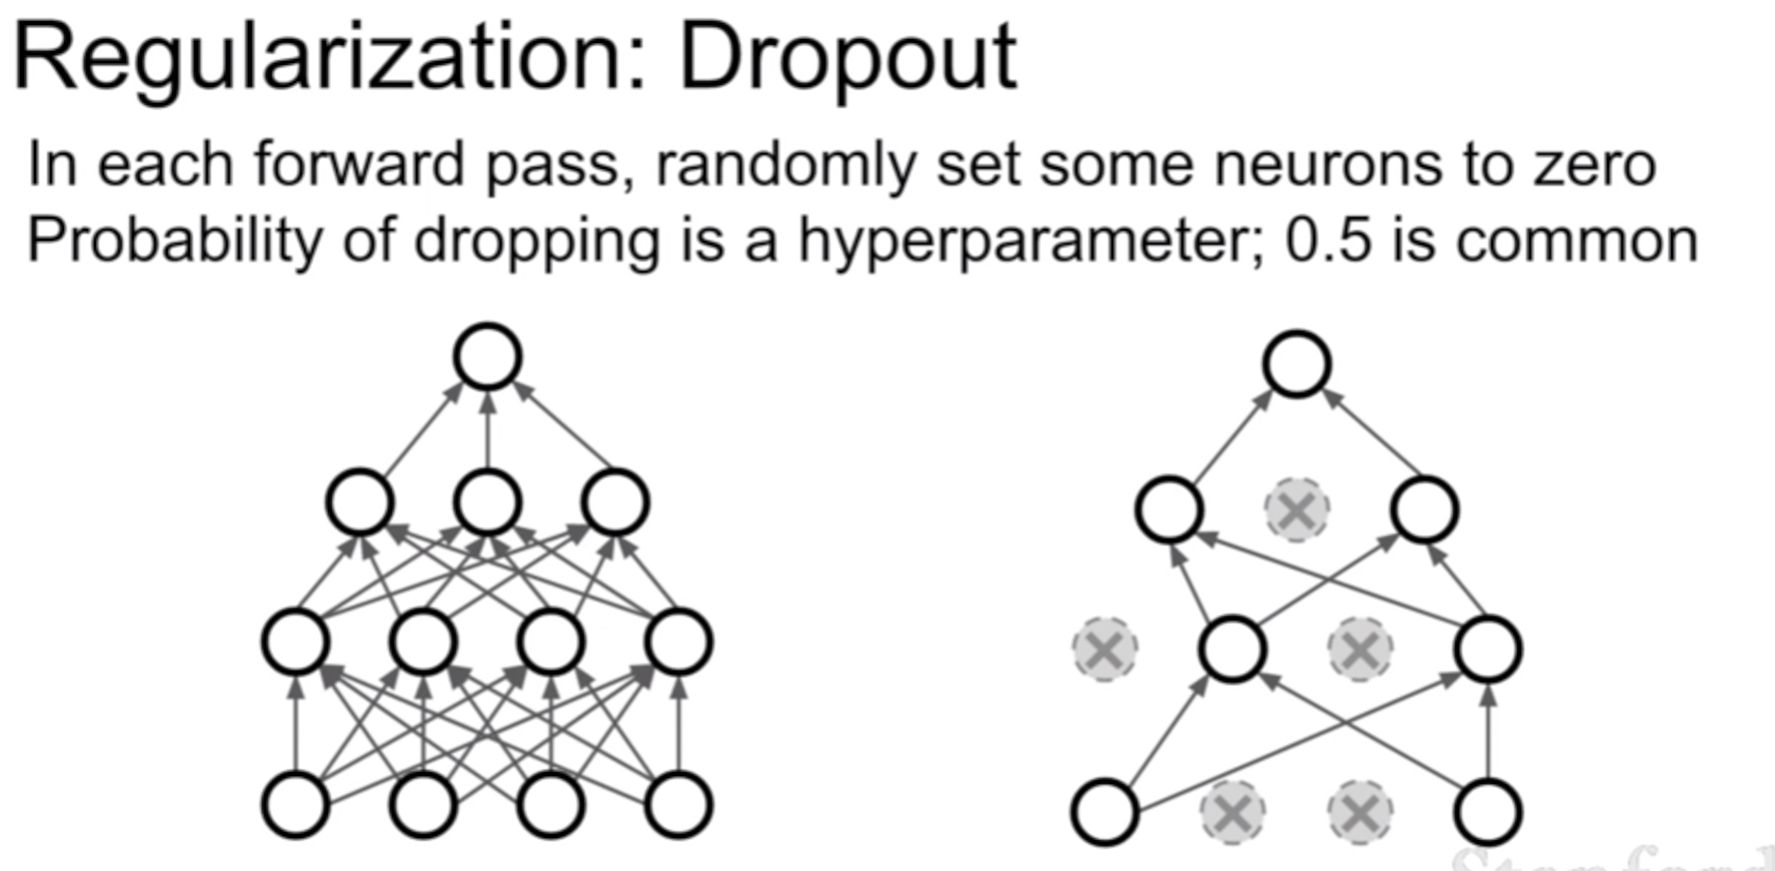 Regularization: Dropout
In each forward pass, randomly set some neurons to zero
Probability of dropping is a hyperparameter; 0.5 is common